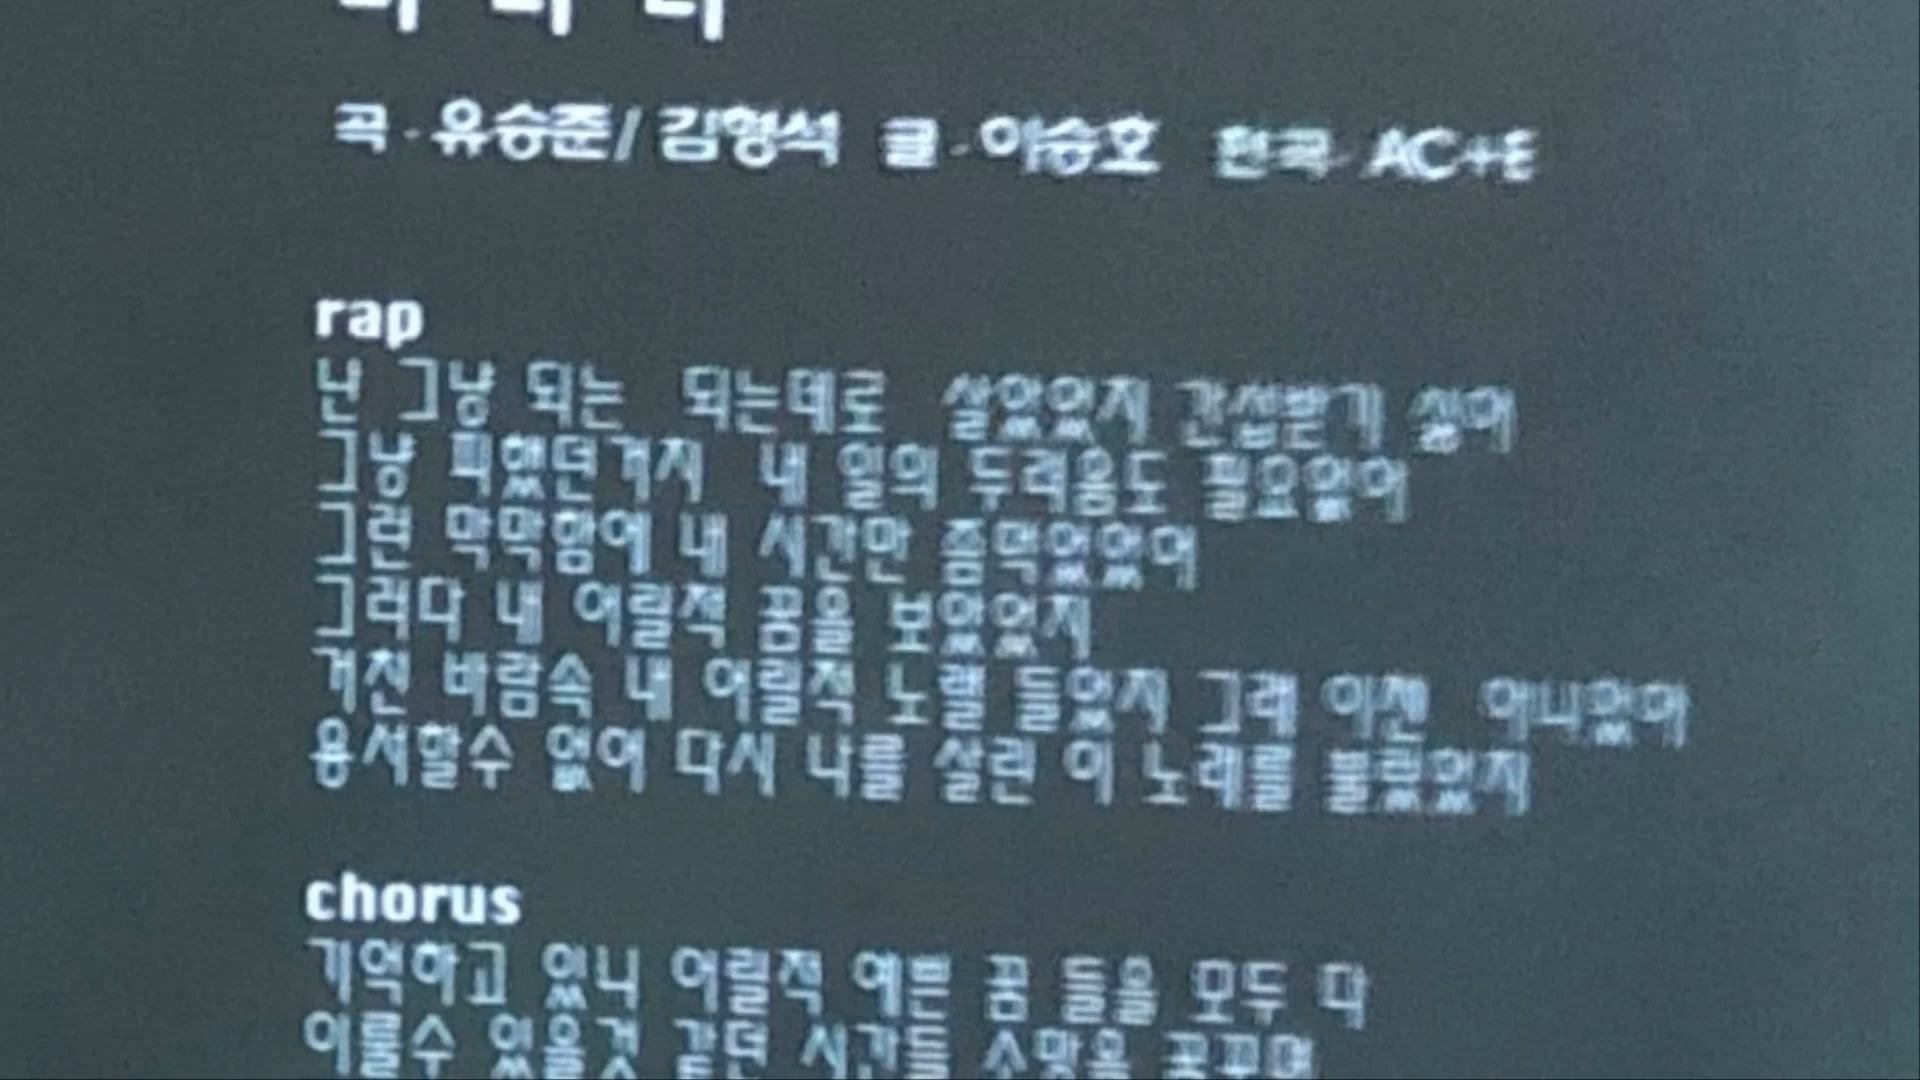 곡·유승준/김형석 글·이승호 편곡·AC+E
rap
난 그냥 되는 되는데로 살았었지 간섭받기 싫어
그냥 피했던거지 내 일의 두려움도 필요없어
그런 막막함에 내 시간만 좀먹었었어
그러다 내 어릴적 꿈을 보았었지
거친 바람속 내 어릴적 노랠 들었지 그래 이젠 어니없어
용서할수 없어 다시 나를 살린 이 노래를 불렀었지
chorus
기억하고 있니 어릴적 예쁜 꿈 들을 모두 다
이룰수 있을것 같던 시간들 소망을 꿈꾸며